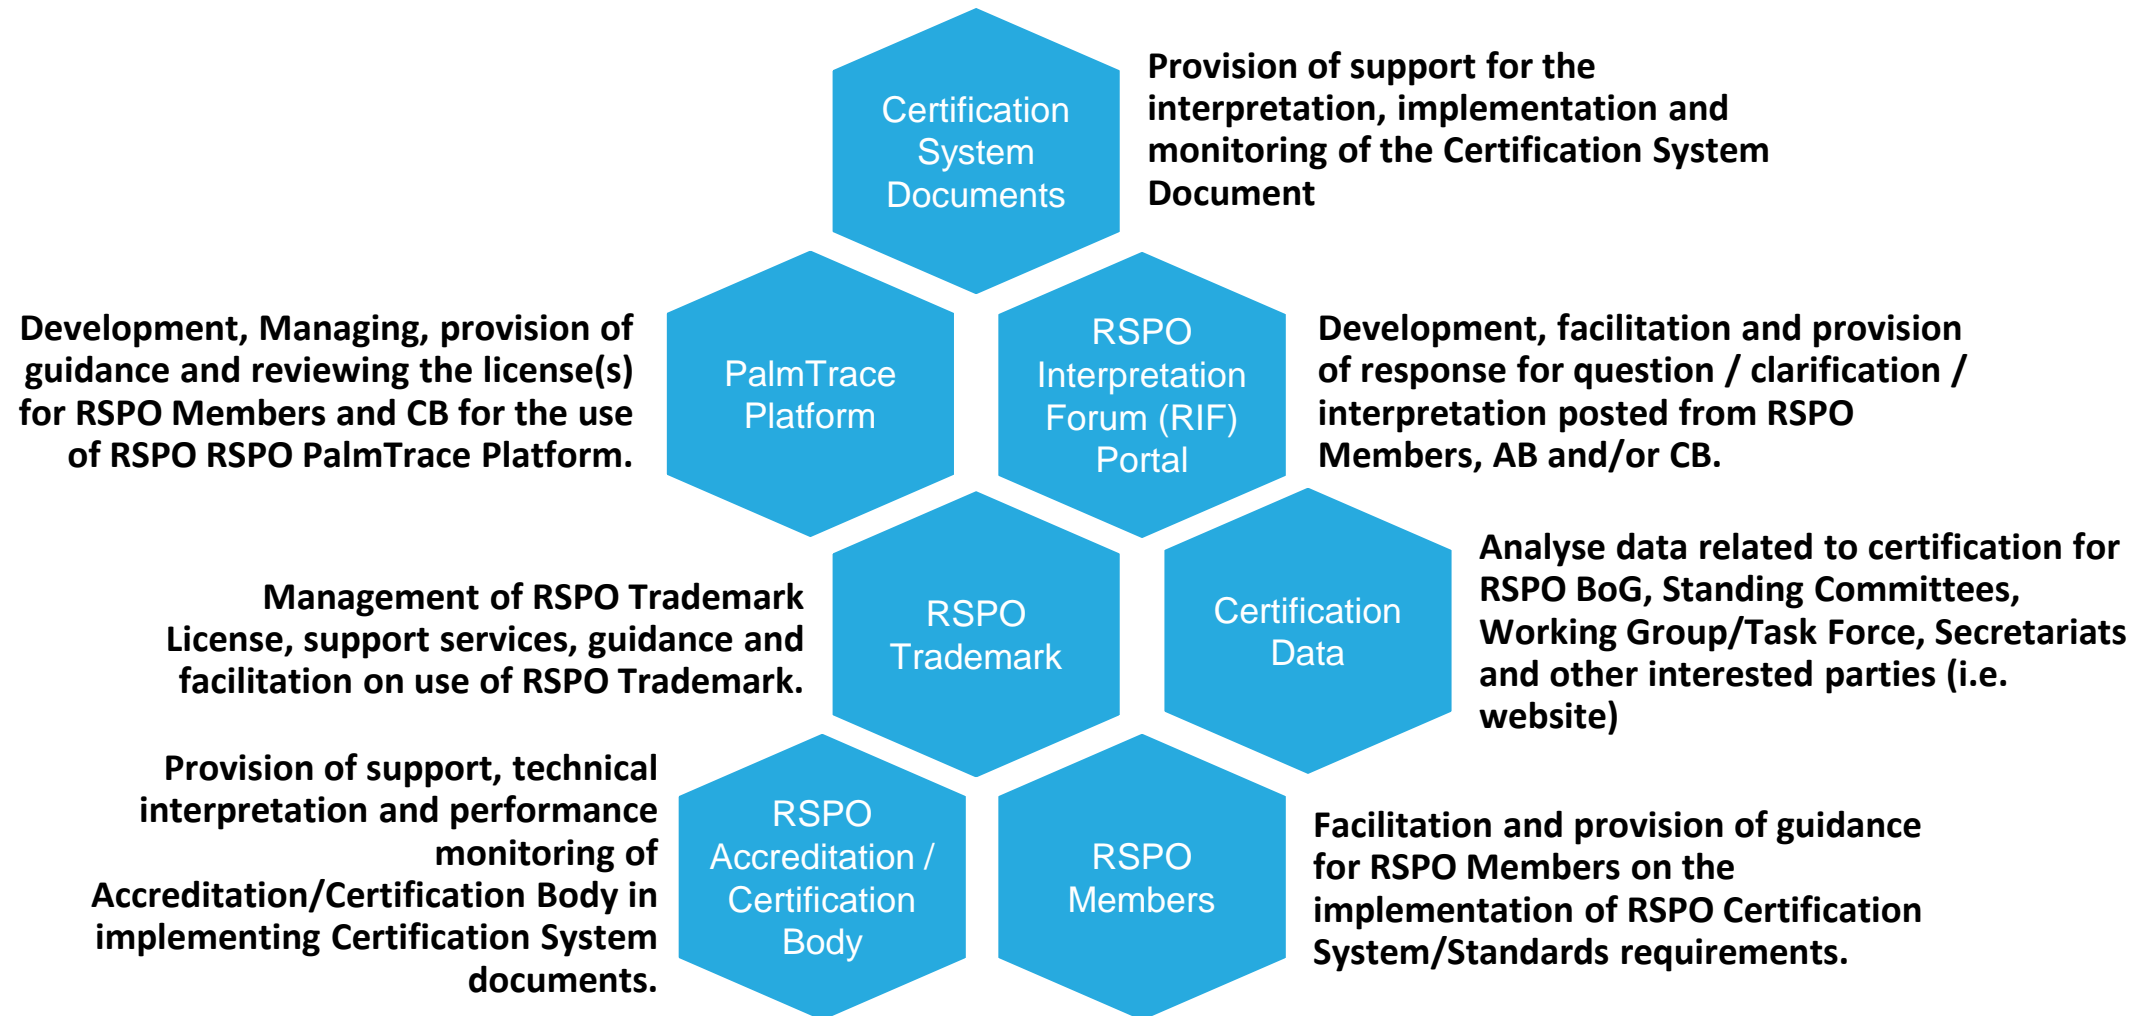 Certification
System
Documents
Provision of support for the
interpretation, implementation and
monitoring of the Certification System
Document
Development, Managing, provision of
guidance and reviewing the license(s)
for RSPO Members and CB for the use
of RSPO RSPO PalmTrace Platform.
PalmTrace
Platform
RSPO
Interpretation
Forum (RIF)
Portal
Development, facilitation and provision
of response for question / clarification /
interpretation posted from RSPO
Members, AB and/or CB.
Management of RSPO Trademark
License, support services, guidance and
facilitation on use of RSPO Trademark.
RSPO
Trademark
Certification
Data
Analyse data related to certification for
RSPO BoG, Standing Committees,
Working Group/Task Force, Secretariats
and other interested parties (i.e.
website)
Provision of support, technical
interpretation and performance
monitoring of
Accreditation/Certification Body in
implementing Certification System
documents.
RSPO
Accreditation /
Certification
Body
RSPO
Members
Facilitation and provision of guidance
for RSPO Members on the
implementation of RSPO Certification
System/Standards requirements.